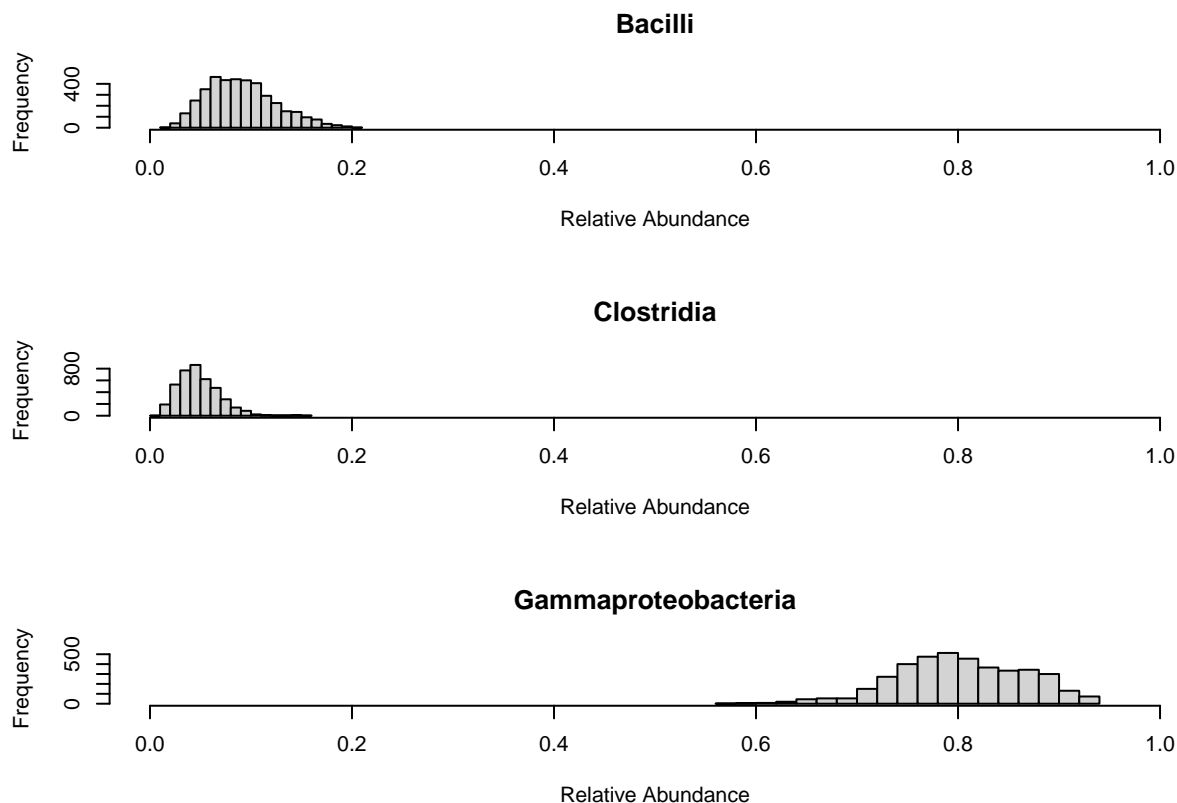 Bacilli
Frequency
0 400
0.0 0.2 0.4 0.6 0.8 1.0
Relative Abundance
Clostridia
Frequency
0 800
0.0 0.2 0.4 0.6 0.8 1.0
Relative Abundance
Gammaproteobacteria
Frequency
0 500
0.0 0.2 0.4 0.6 0.8 1.0
Relative Abundance